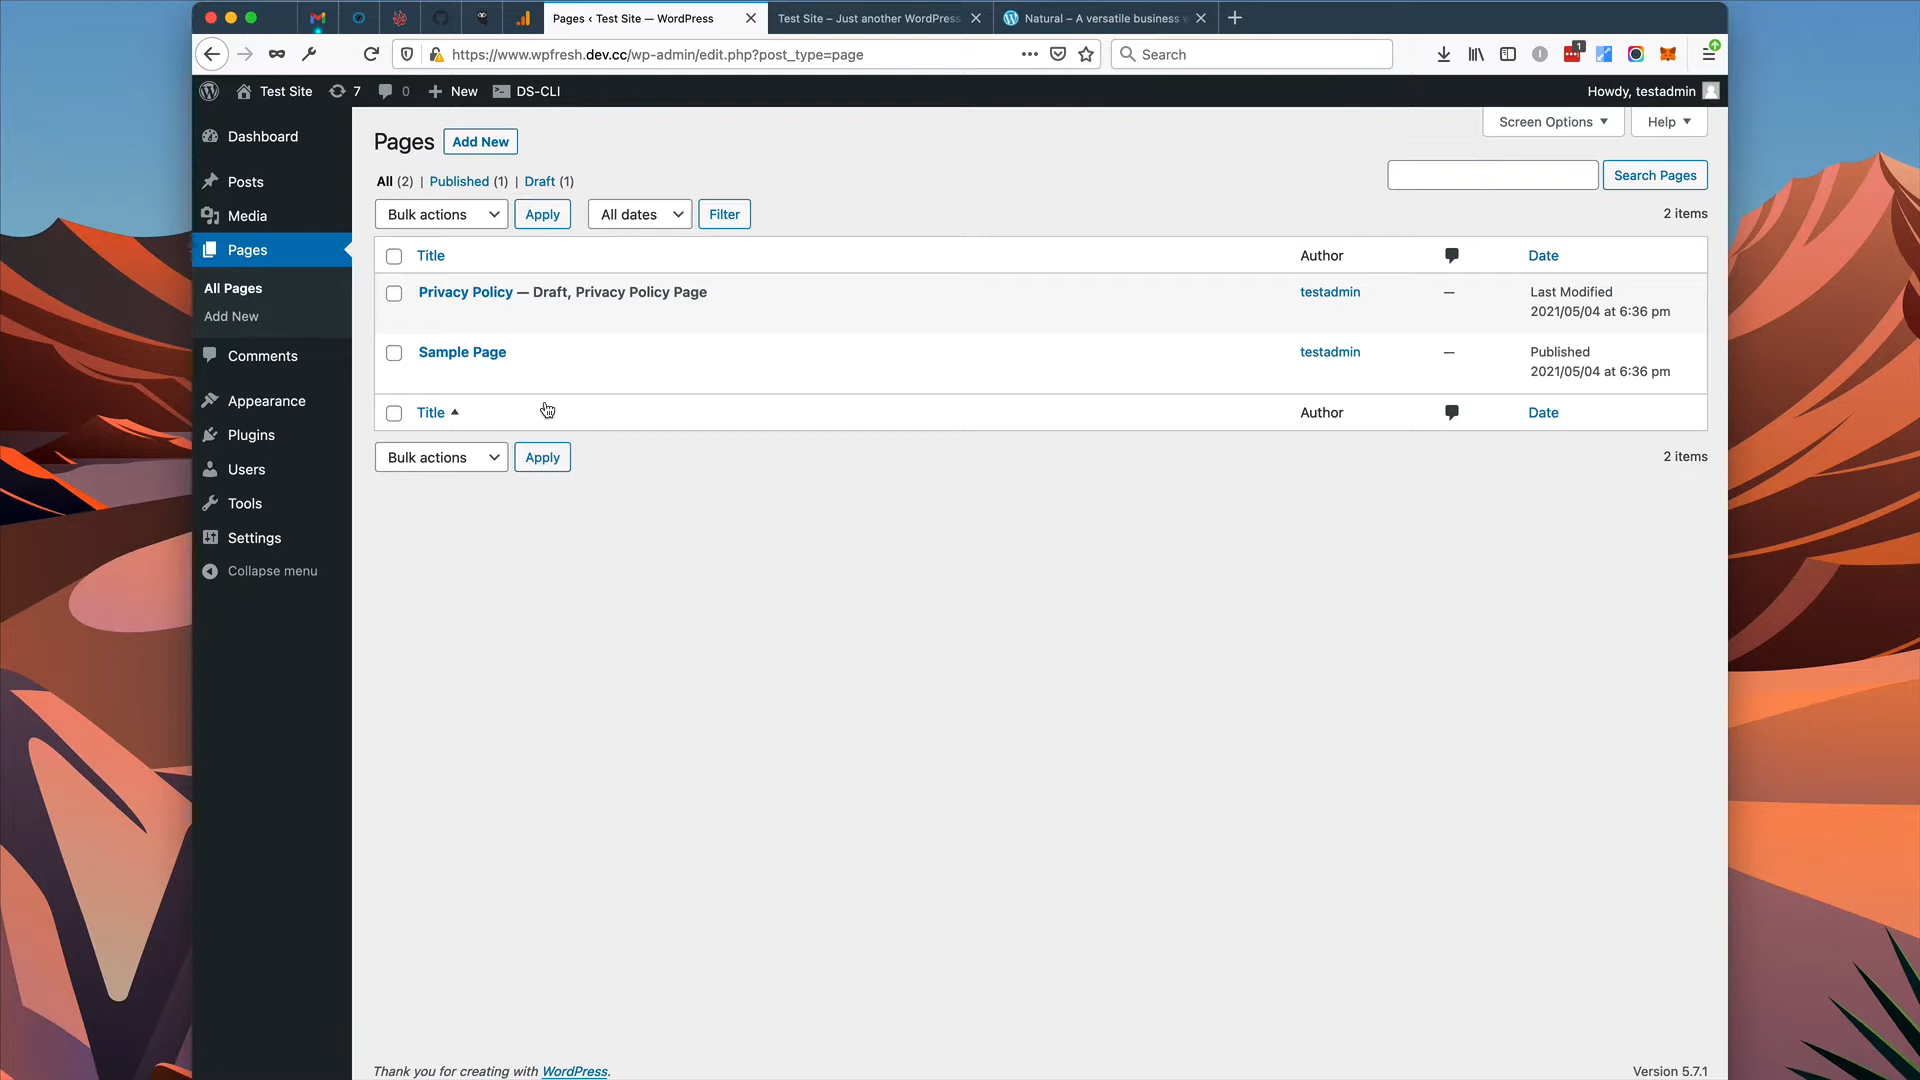 Pages ‹ Test Site — WordPress
Test Site – Just another WordPress
Natural – A versatile business
https://www.wpfresh.dev.cc/wp-admin/edit.php?post_type=page
Search
1
Test Site
7
0
New
DS-CLI
Howdy, testadmin
Dashboard
Posts
Media
Pages
All Pages
Add New
Comments
Appearance
Plugins
Users
Tools
Settings
Collapse menu
Screen Options
Help
Pages
Add New
All (2) | Published (1) | Draft (1)
Search Pages
Bulk actions
Apply
All dates
Filter
2 items
Title
Author
Date
Privacy Policy — Draft, Privacy Policy Page
testadmin
—
Last Modified
2021/05/04 at 6:36 pm
Sample Page
testadmin
—
Published
2021/05/04 at 6:36 pm
Title
Author
Date
Bulk actions
Apply
2 items
Thank you for creating with WordPress.
Version 5.7.1